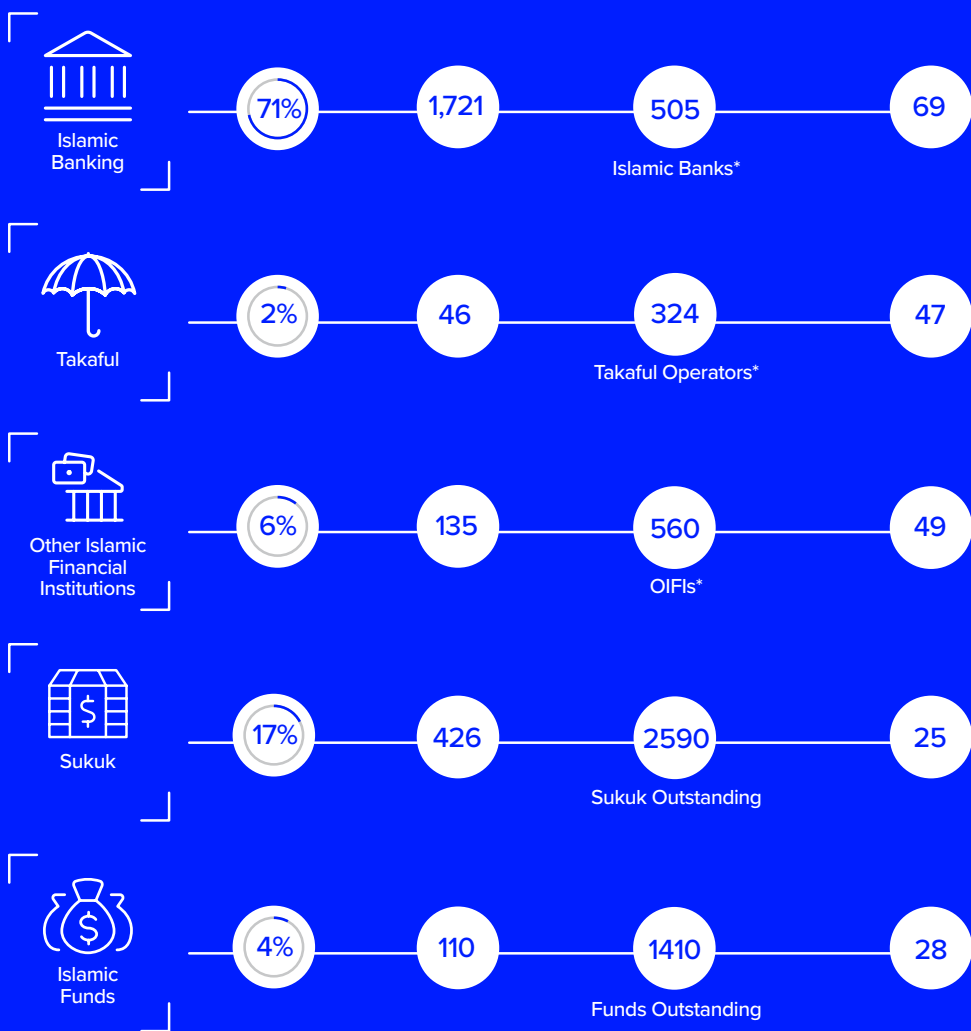 Islamic
Banking
71%
1,721
505
Islamic Banks*
69
Takaful
2%
46
324
Takaful Operators*
47
Other Islamic
Financial
Institutions
6%
135
560
OIFIs*
49
$
Sukuk
17%
426
2590
Sukuk Outstanding
25
$
Islamic
Funds
4%
110
1410
Funds Outstanding
28